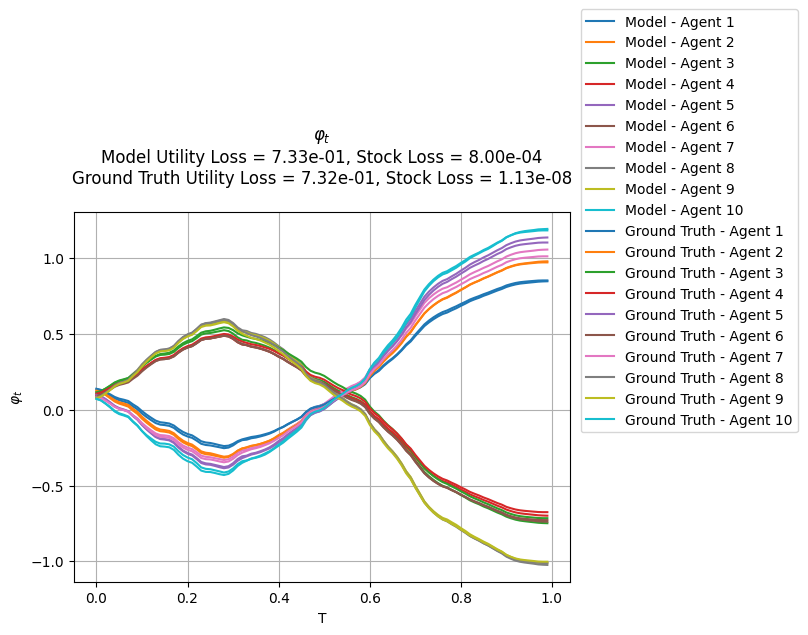 Model - Agent 1
Model - Agent 2
Model - Agent 3
Model - Agent 4
Model - Agent 5
Model - Agent 6
Model - Agent 7
Model - Agent 8
Model - Agent 9
Model - Agent 10
Ground Truth - Agent 1
Ground Truth - Agent 2
Ground Truth - Agent 3
Ground Truth - Agent 4
Ground Truth - Agent 5
Ground Truth - Agent 6
Ground Truth - Agent 7
Ground Truth - Agent 8
Ground Truth - Agent 9
Ground Truth - Agent 10
φₜ
Model Utility Loss = 7.33e-01, Stock Loss = 8.00e-04
Ground Truth Utility Loss = 7.32e-01, Stock Loss = 1.13e-08
φₜ
1.0
0.5
0.0
−0.5
−1.0
0.0 0.2 0.4 0.6 0.8 1.0
T